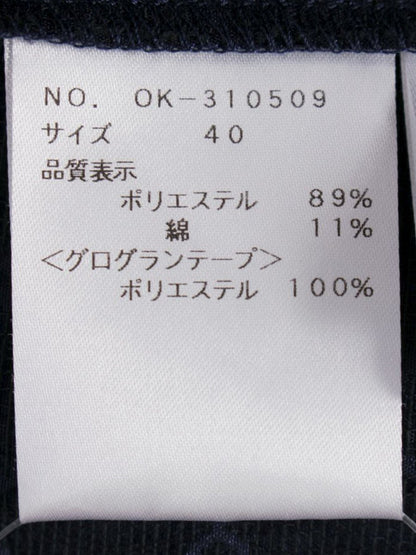 NO. OK-310509
サイズ 40
品質表示
ポリエステル 89%
綿 11%
<グログランテープ>
ポリエステル 100%